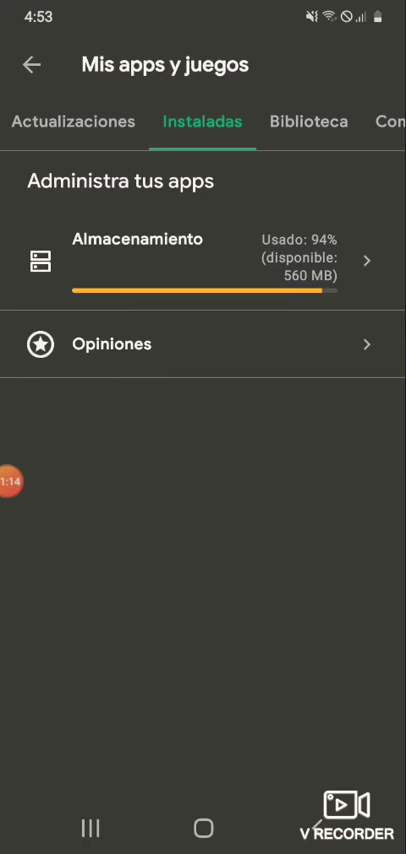 4:53
Mis apps y juegos
Actualizaciones Instaladas Biblioteca Com
Administra tus apps
Almacenamiento
Usado: 94%
(disponible:
560 MB)
Opiniones
1:14
V RECORDER